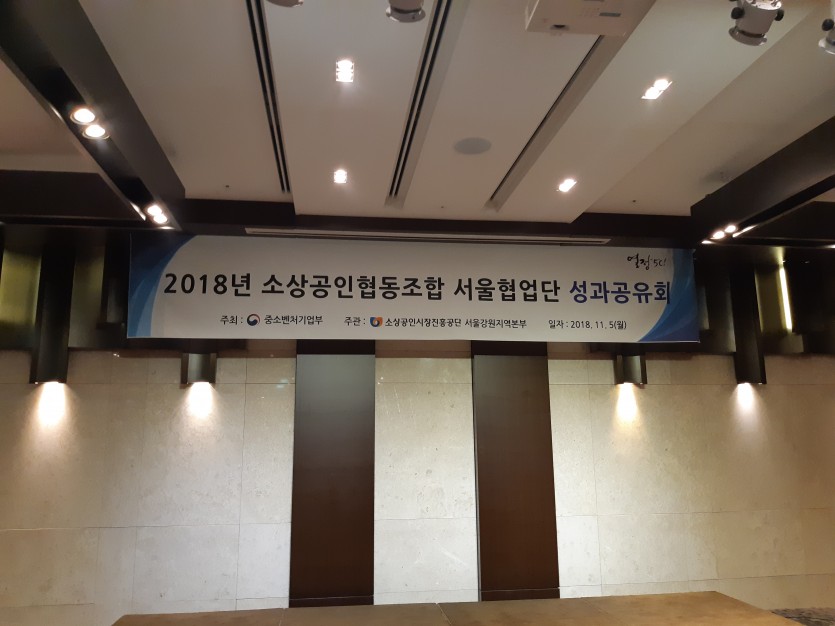 열정 5다!
2018년 소상공인협동조합 서울협업단 성과공유회
주최 : 중소벤처기업부 주관 : 소상공인시장진흥공단 서울강원지역본부 일자 : 2018. 11. 5(월)